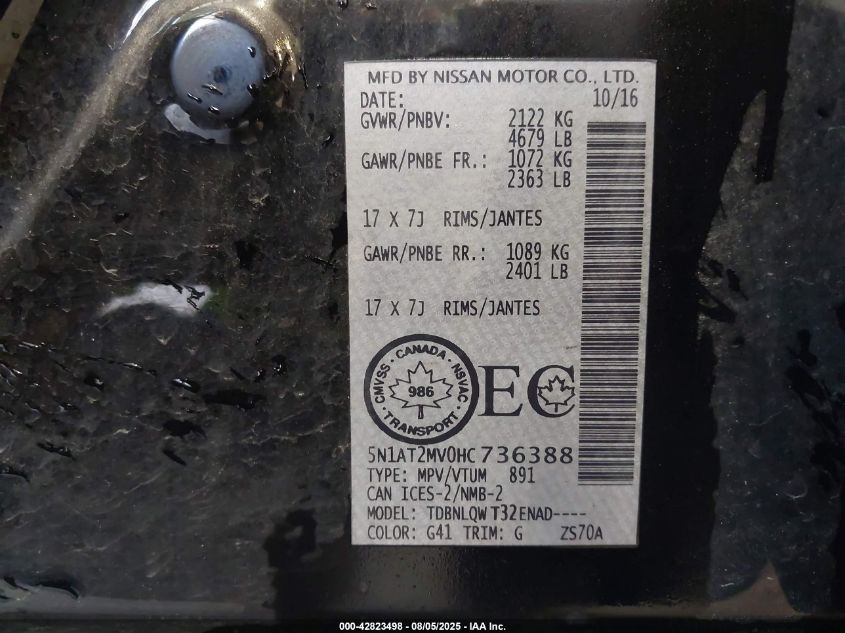 MFD BY NISSAN MOTOR CO., LTD.
DATE: 10/16
GVWR/PNBV: 2122 KG
4679 LB
GAWR/PNBE FR.: 1072 KG
2363 LB
17 X 7J RIMS/JANTES
GAWR/PNBE RR.: 1089 KG
2401 LB
17 X 7J RIMS/JANTES
CMVSS · CANADA · NSVAC
986
· TRANSPORT ·
EC
5N1AT2MV0HC736388
TYPE: MPV/VTUM 891
CAN ICES-2/NMB-2
MODEL: TDBNLQW T32ENAD----
COLOR: G41 TRIM: G ZS70A
000-42823498 - 08/05/2025 - IAA Inc.